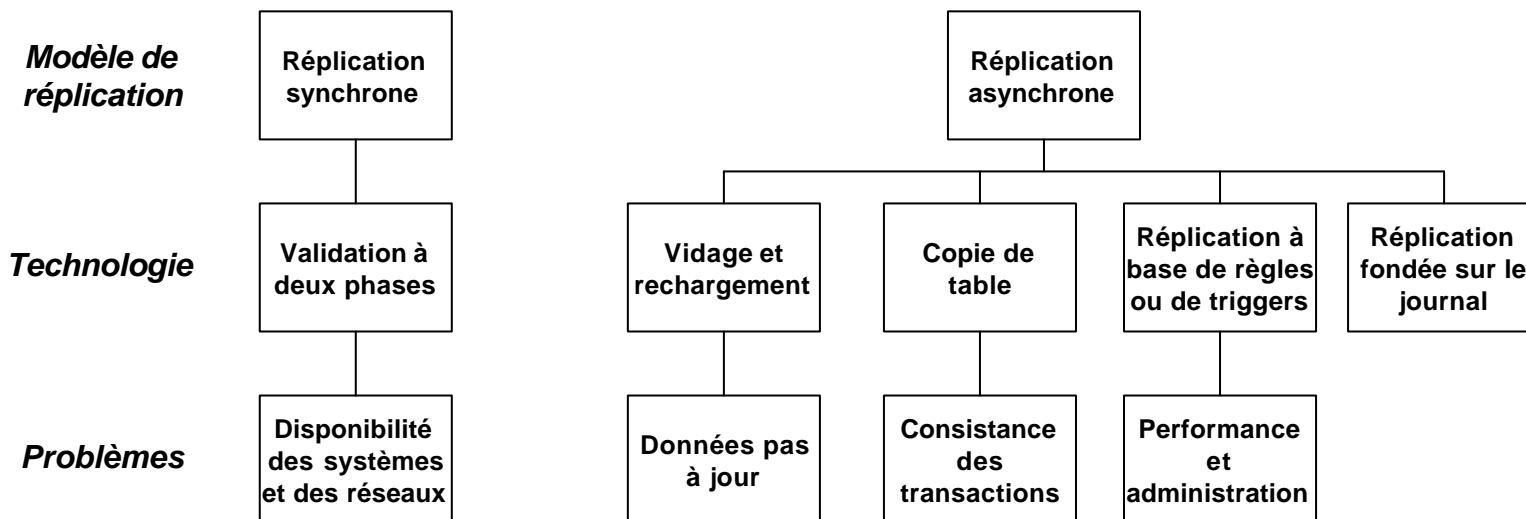 Modèle de
réplication
Réplication
synchrone
Réplication
asynchrone
Technologie
Validation à
deux phases
Vidage et
rechargement
Copie de
table
Réplication à
base de règles
ou de triggers
Réplication
fondée sur le
journal
Problèmes
Disponibilité
des systèmes
et des réseaux
Données pas
à jour
Consistance
des
transactions
Performance
et
administration